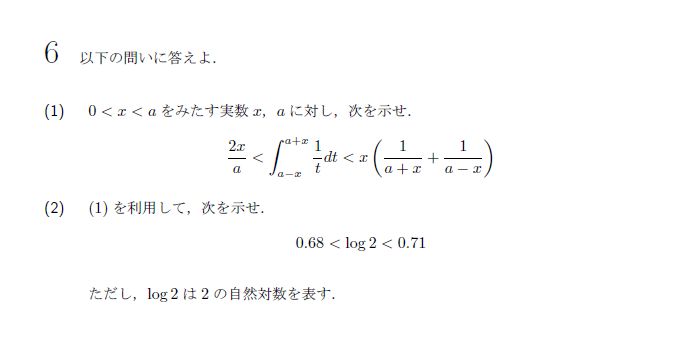 6 以下の問いに答えよ.
(1) 0 < x < a をみたす実数 x, a に対し, 次を示せ.
\frac{2x}{a} < \int_{a-x}^{a+x} \frac{1}{t} dt < x \left( \frac{1}{a+x} + \frac{1}{a-x} \right)
(2) (1) を利用して, 次を示せ.
0.68 < log 2 < 0.71
ただし, log 2 は 2 の自然対数を表す.